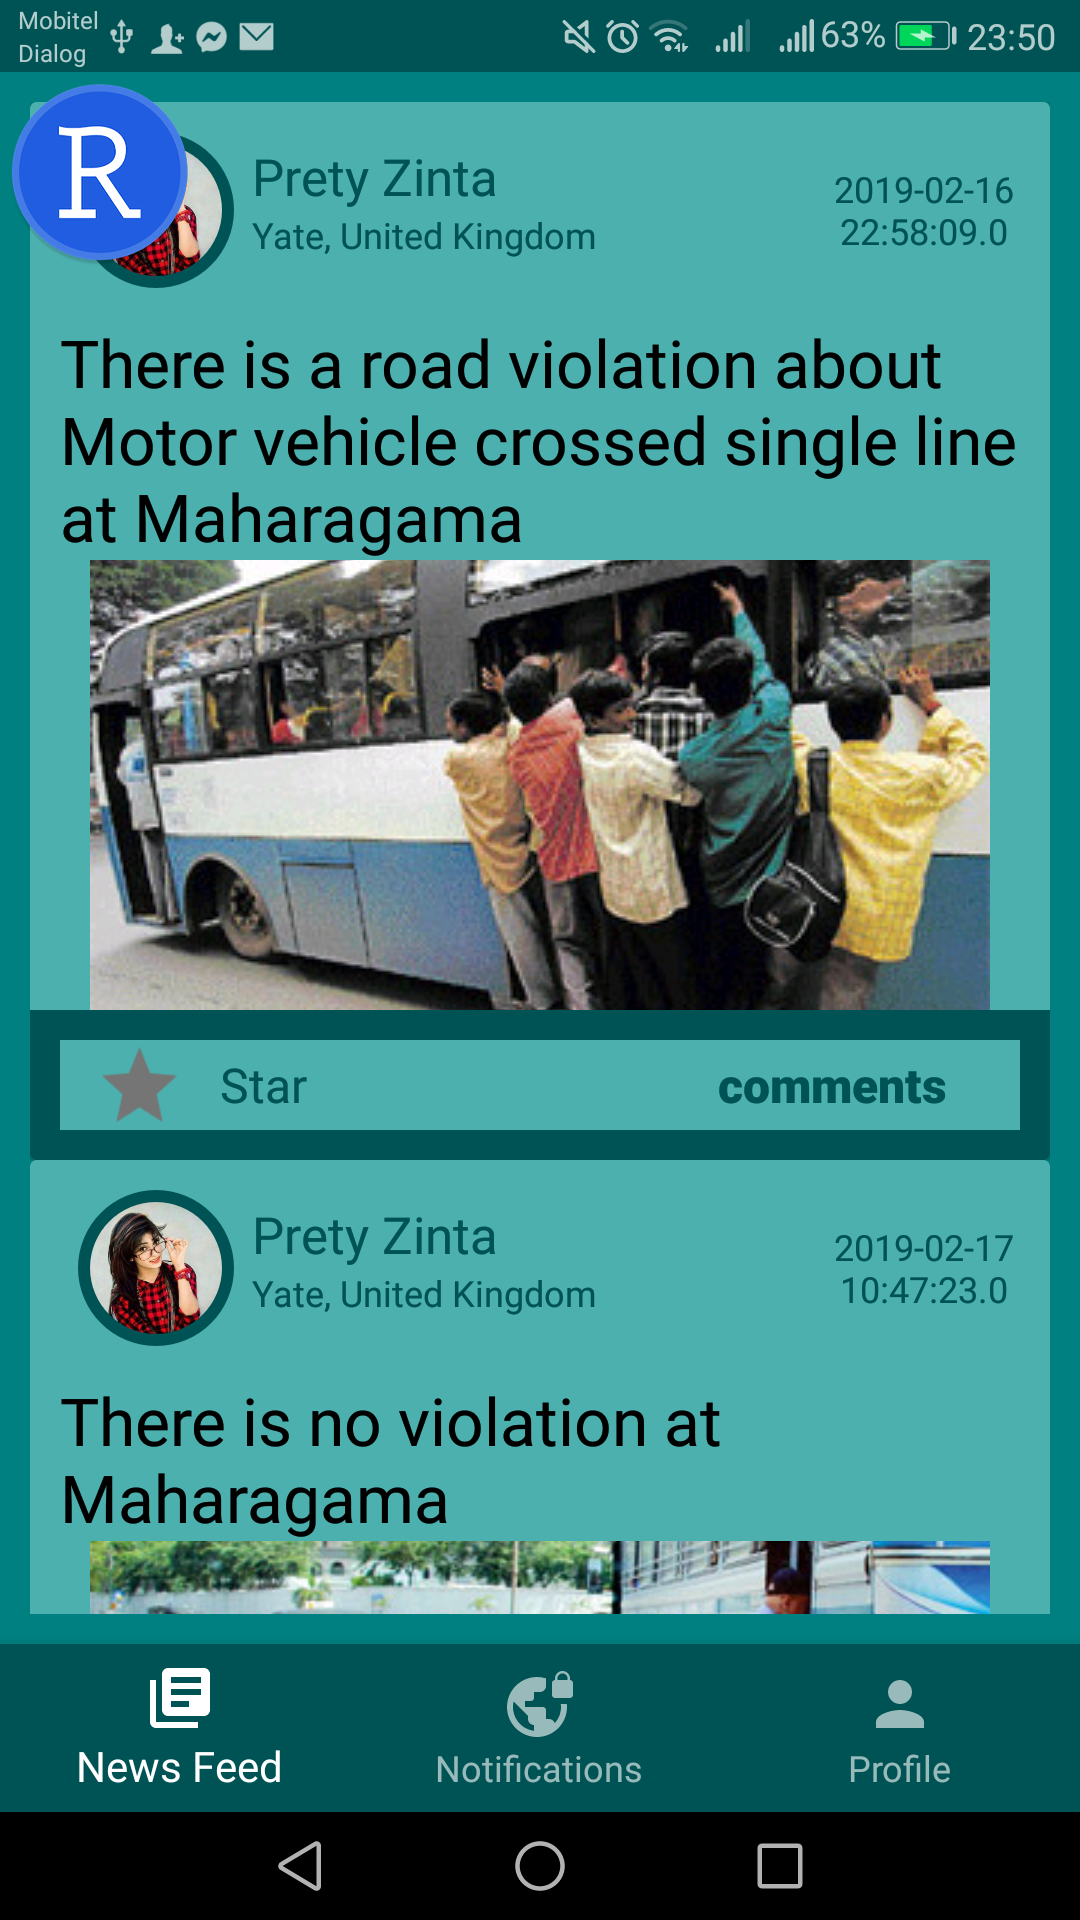 Mobitel
Dialog
63% 23:50
R
Prety Zinta
Yate, United Kingdom
2019-02-16
22:58:09.0
There is a road violation about
Motor vehicle crossed single line
at Maharagama
Star
comments
Prety Zinta
Yate, United Kingdom
2019-02-17
10:47:23.0
There is no violation at
Maharagama
News Feed
Notifications
Profile